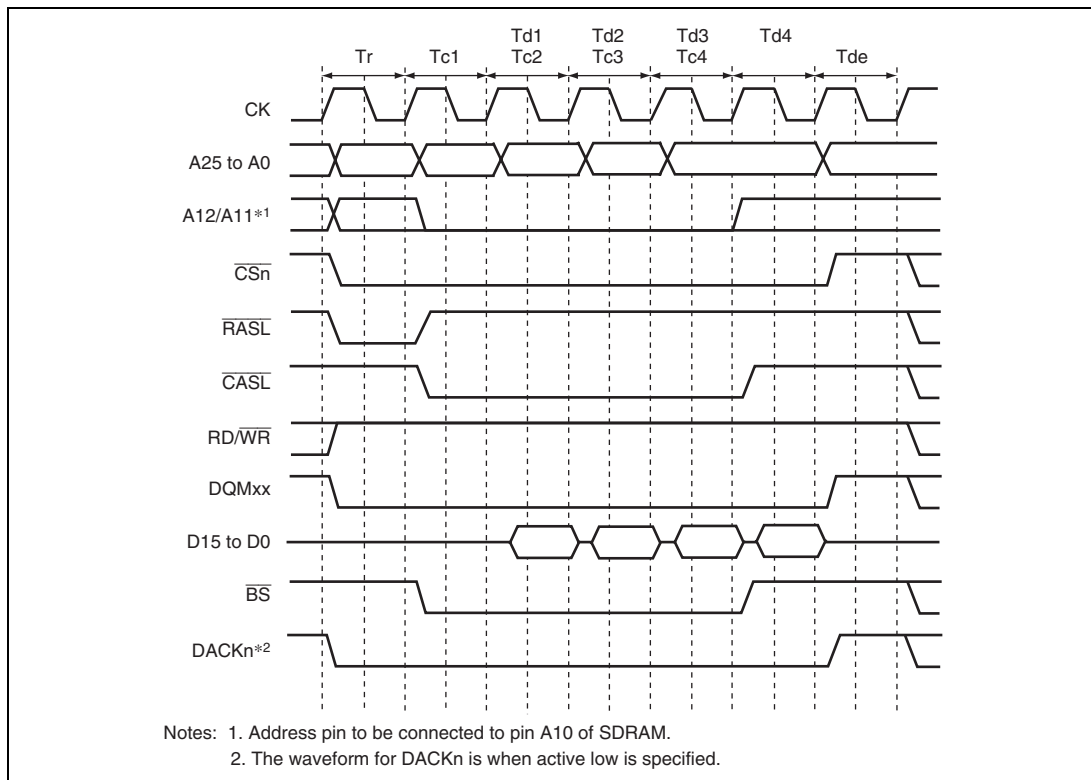 Td1 Td2 Td3 Td4
Tr Tc1 Tc2 Tc3 Tc4 Tde
CK
A25 to A0
A12/A11*1
CSn
RASL
CASL
RD/WR
DQMxx
D15 to D0
BS
DACKn*2
Notes: 1. Address pin to be connected to pin A10 of SDRAM.
2. The waveform for DACKn is when active low is specified.